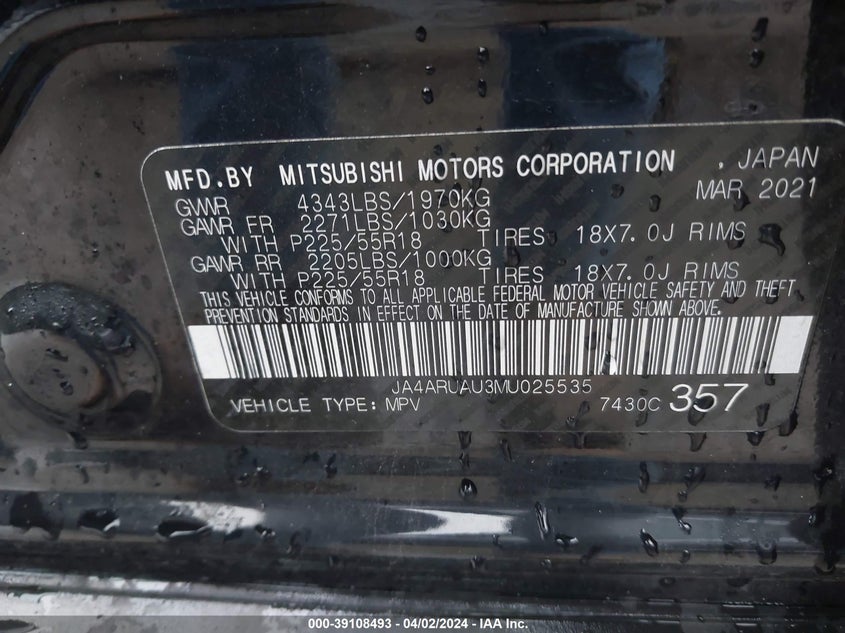 MFD.BY MITSUBISHI MOTORS CORPORATION , JAPAN
GVWR 4343LBS/1970KG MAR 2021
GAWR FR 2271LBS/1030KG
WITH P225/55R18 TIRES 18X7.0J RIMS
GAWR RR 2205LBS/1000KG
WITH P225/55R18 TIRES 18X7.0J RIMS
THIS VEHICLE CONFORMS TO ALL APPLICABLE FEDERAL MOTOR VEHICLE SAFETY AND THEFT
PREVENTION STANDARDS IN EFFECT ON THE DATE OF MANUFACTURE SHOWN ABOVE.
JA4ARUAU3MU025535
VEHICLE TYPE: MPV 7430C 357
000-39108493 - 04/02/2024 - IAA Inc.